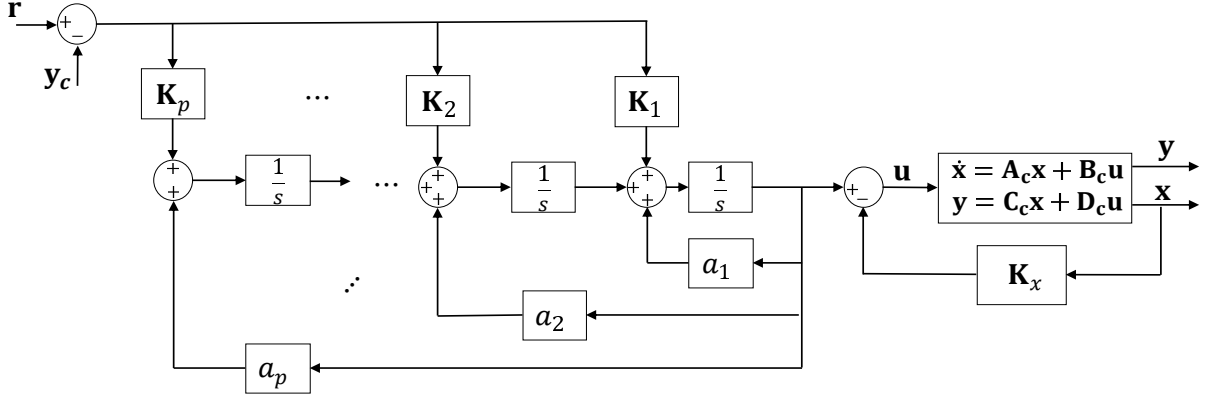 r
+
−
y_c
K_p
...
K_2
K_1
+
+
1/s
...
+
+
+
1/s
+
+
+
1/s
+
−
u
ẋ = A_c x + B_c u
y = C_c x + D_c u
y
x
a_1
K_x
...
a_2
a_p